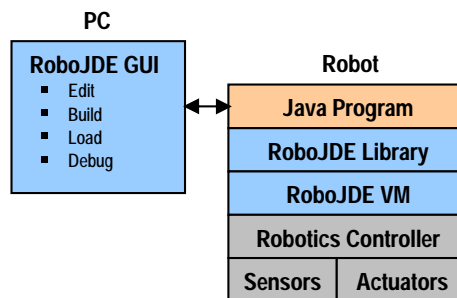 PC
RoboJDE GUI
▪ Edit
▪ Build
▪ Load
▪ Debug
Robot
Java Program
RoboJDE Library
RoboJDE VM
Robotics Controller
Sensors
Actuators